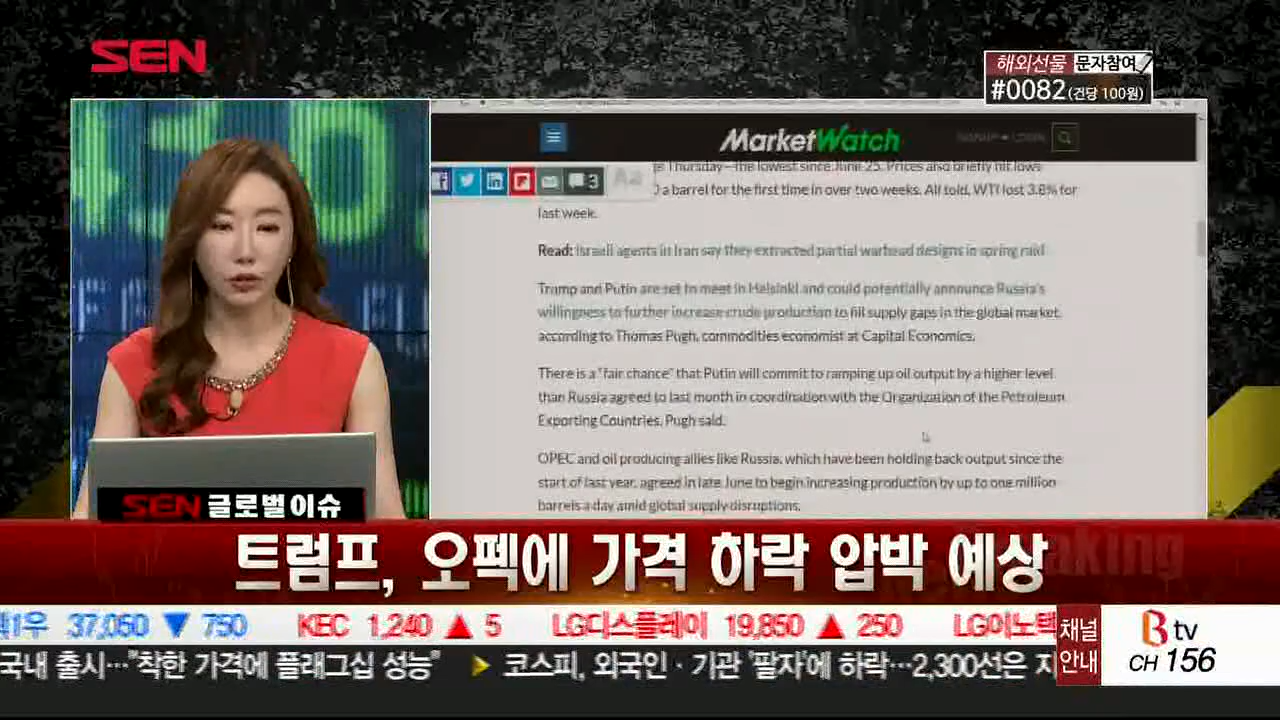 SEN
해외선물 문자참여
#0082(건당 100원)
MarketWatch
Thursday—the lowest since June 25. Prices also briefly hit lows
a barrel for the first time in over two weeks. All told, WTI lost 3.8% for
last week.
3
Aa
Read: Israeli agents in Iran say they extracted partial warhead designs in spring raid
Trump and Putin are set to meet in Helsinki and could potentially announce Russia's
willingness to further increase crude production to fill supply gaps in the global market,
according to Thomas Pugh, commodities economist at Capital Economics.
There is a "fair chance" that Putin will commit to ramping up oil output by a higher level
than Russia agreed to last month in coordination with the Organization of the Petroleum
Exporting Countries, Pugh said.
OPEC and oil producing allies like Russia, which have been holding back output since the
start of last year, agreed in late June to begin increasing production by up to one million
barrels a day amid global supply disruptions.
SEN 글로벌이슈
트럼프, 오펙에 가격 하락 압박 예상
1우 37,050 ▼ 750 KEC 1,240 ▲ 5 LG디스플레이 19,850 ▲ 250 LG이노텍
국내 출시…"착한 가격에 플래그십 성능" ▶ 코스피, 외국인·기관 '팔자'에 하락…2,300선은
채널
안내
B tv
CH 156